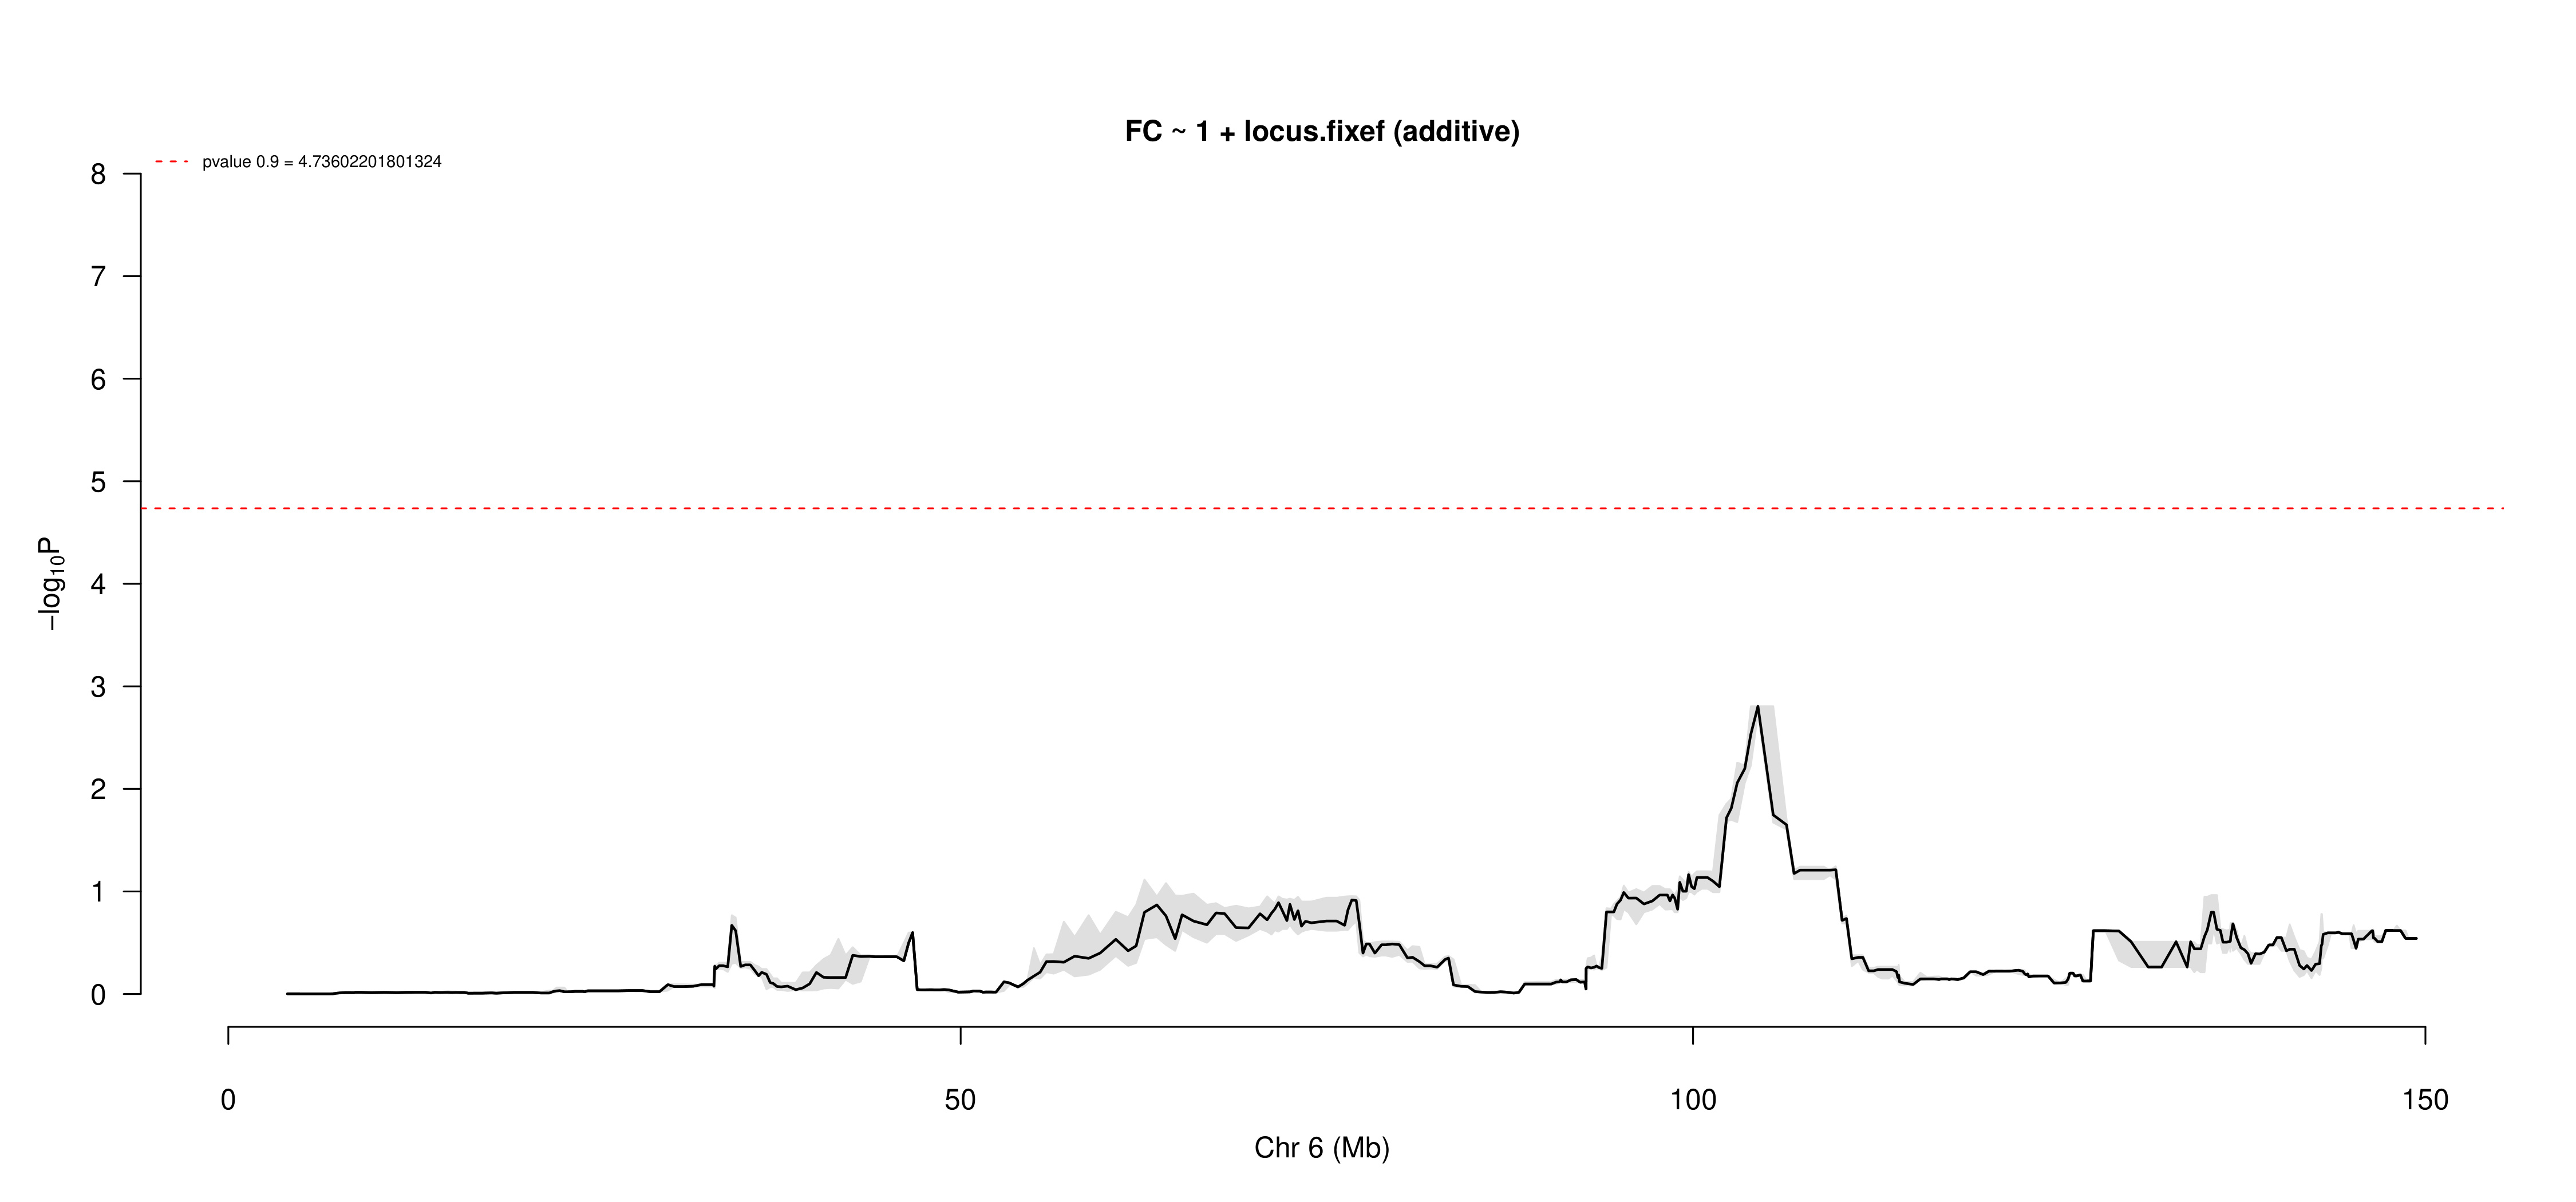 FC ~ 1 + locus.fixef (additive)
pvalue 0.9 = 4.73602201801324
8
7
6
5
4
3
2
1
0
−log10P
0 50 100 150
Chr 6 (Mb)